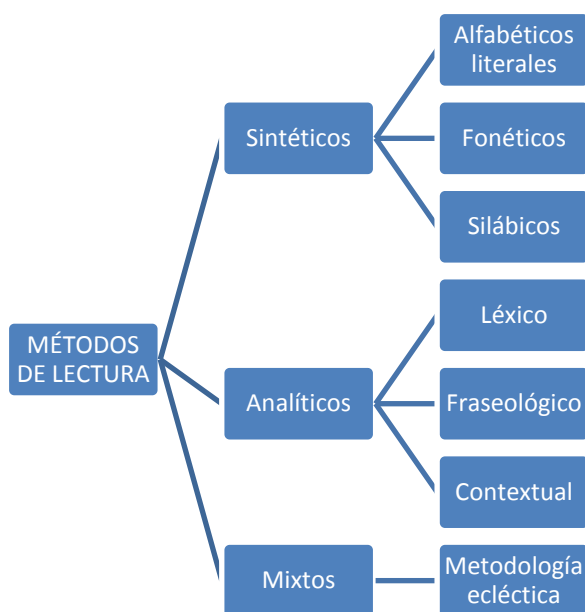 MÉTODOS
DE LECTURA
Sintéticos
Alfabéticos
literales
Fonéticos
Silábicos
Analíticos
Léxico
Fraseológico
Contextual
Mixtos
Metodología
ecléctica